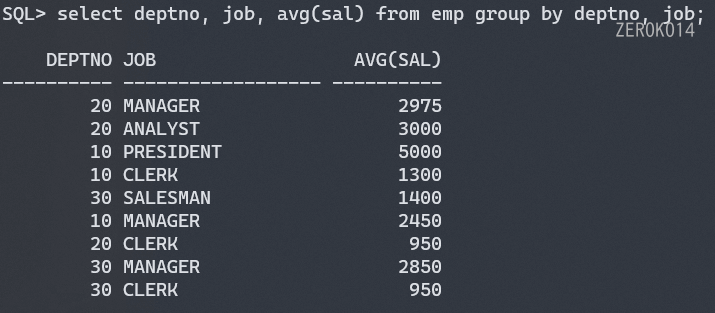 SQL> select deptno, job, avg(sal) from emp group by deptno, job;
ZEROKO14
DEPTNO JOB AVG(SAL)
---------- ------------------ ----------
20 MANAGER 2975
20 ANALYST 3000
10 PRESIDENT 5000
10 CLERK 1300
30 SALESMAN 1400
10 MANAGER 2450
20 CLERK 950
30 MANAGER 2850
30 CLERK 950